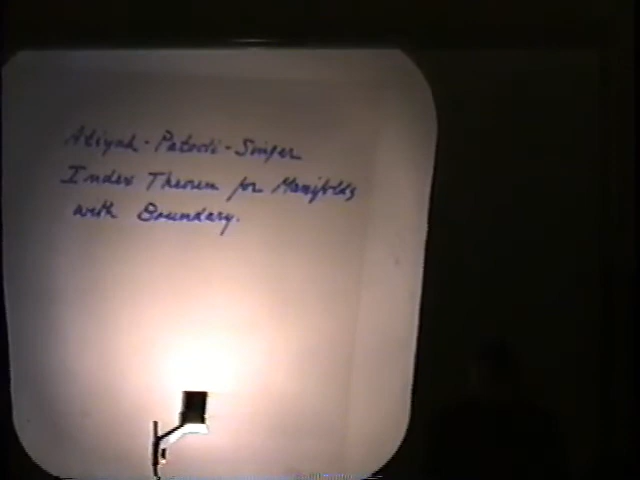 Atiyah-Patodi-Singer
Index Theorem for Manifolds
with Boundary.